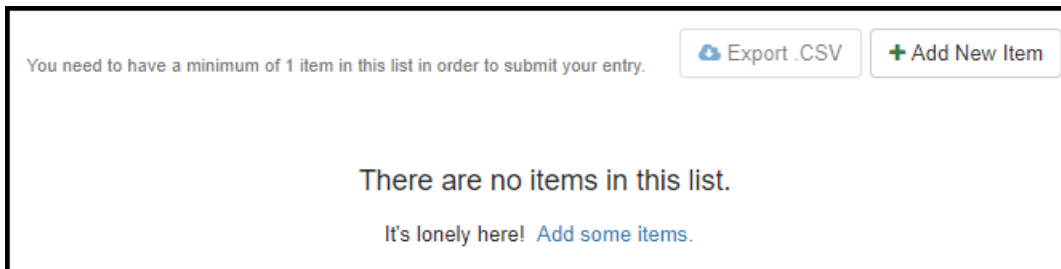 You need to have a minimum of 1 item in this list in order to submit your entry.
Export .CSV
Add New Item
There are no items in this list.
It's lonely here! Add some items.